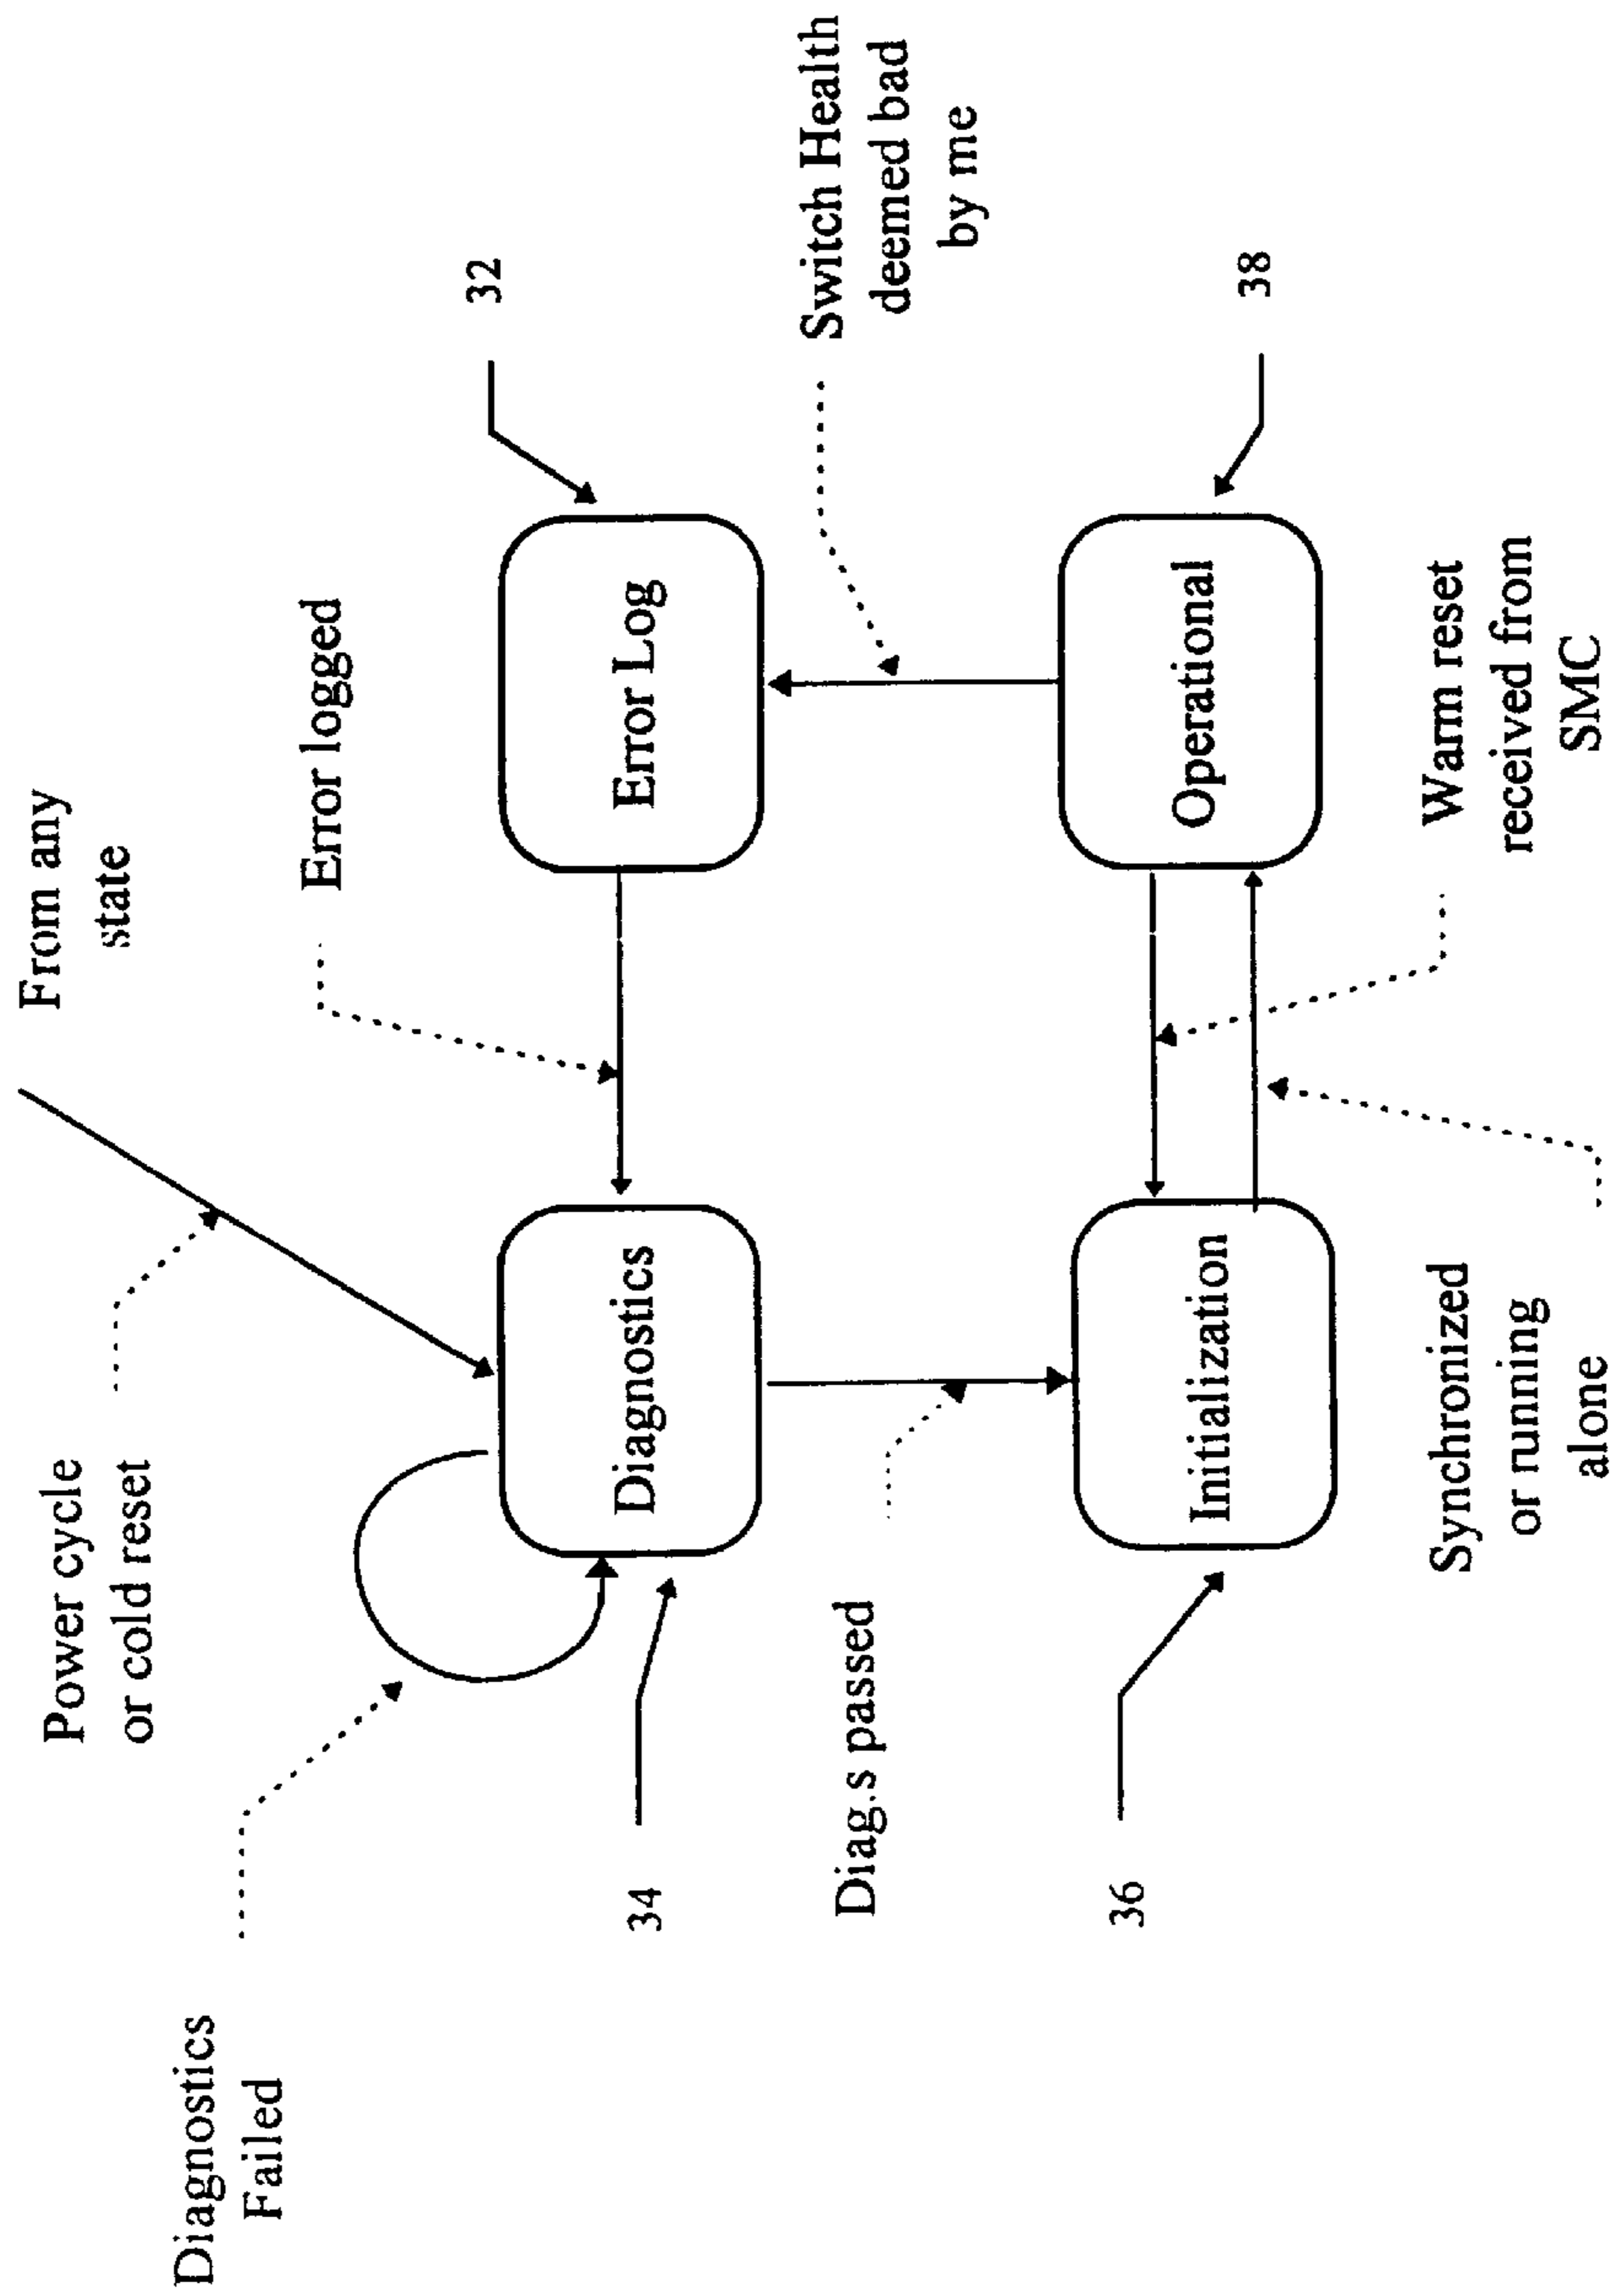 From any
state
Power cycle
or cold reset
Diagnostics
Failed
Error logged
32
34
Diagnostics
Error Log
Diag.s passed
Switch Health
deemed bad
by me
36
Initialization
Operational
38
Synchronized
or running
alone
Warm reset
received from
SMC